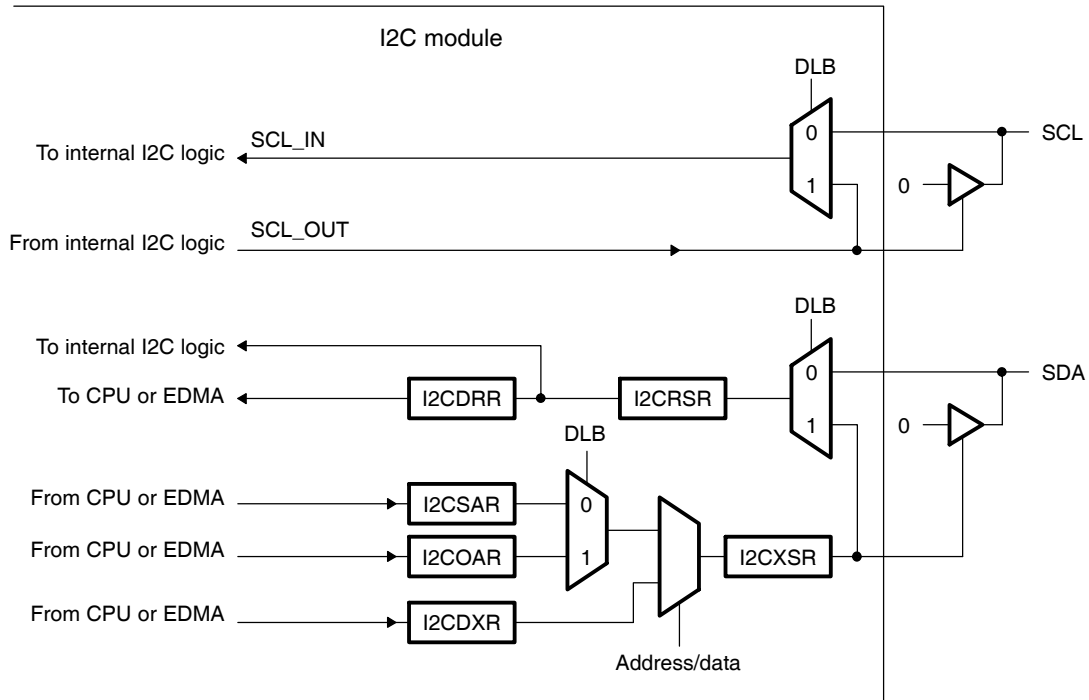 I2C module
DLB
0
SCL
SCL_IN
To internal I2C logic
1
0
SCL_OUT
From internal I2C logic
DLB
To internal I2C logic
0
SDA
To CPU or EDMA
I2CDRR
I2CRSR
1
0
DLB
From CPU or EDMA
I2CSAR
0
From CPU or EDMA
I2COAR
1
I2CXSR
From CPU or EDMA
I2CDXR
Address/data